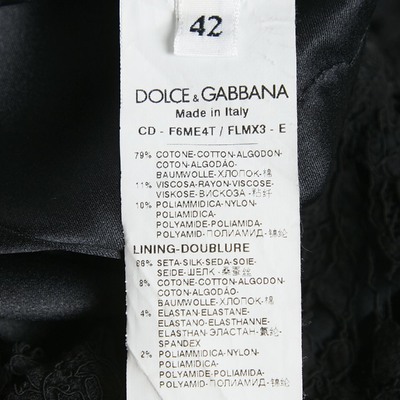 42
DOLCE & GABBANA
Made in Italy
CD - F6ME4T / FLMX3 - E
79% COTONE-COTTON-ALGODON-
COTON-ALGODÃO-
BAUMWOLLE-ХЛОПОК-棉
11% VISCOSA-RAYON-VISCOSE-
VISKOSE-ВИСКОЗА-粘纤
10% POLIAMMIDICA-NYLON-
POLIAMIDICA-
POLYAMIDE-POLIAMIDA-
POLYAMID-ПОЛИАМИД-锦纶
LINING-DOUBLURE
86% SETA-SILK-SEDA-SOIE-
SEIDE-ШЕЛК-桑蚕丝
8% COTONE-COTTON-ALGODON-
COTON-ALGODÃO-
BAUMWOLLE-ХЛОПОК-棉
4% ELASTAN-ELASTANE-
ELASTANO-ELASTHANNE-
ELASTHAN-ЭЛАСТАН-氨纶-
SPANDEX
2% POLIAMMIDICA-NYLON-
POLIAMIDICA-
POLYAMIDE-POLIAMIDA-
POLYAMID-ПОЛИАМИД-锦纶